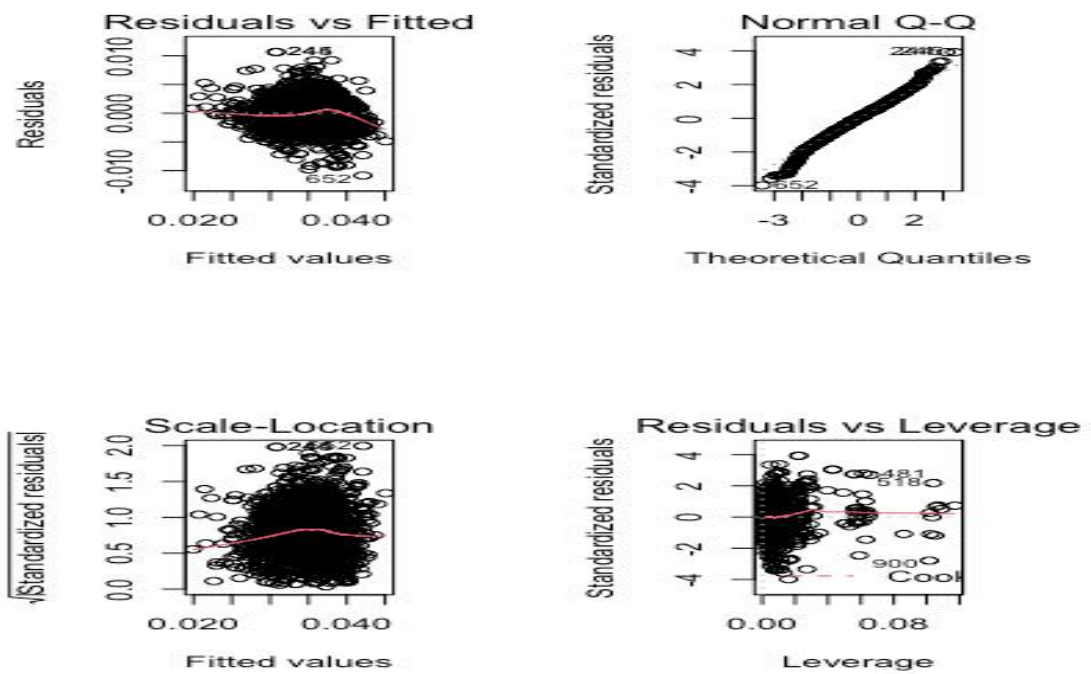 Residuals vs Fitted
Residuals
0.010
0.000
-0.010
652
0.020
0.040
Fitted values
Normal Q-Q
Standardized residuals
4
2
0
-2
-4
652
-3
0
2
Theoretical Quantiles
Scale-Location
√|Standardized residuals|
2.0
1.5
1.0
0.5
0.0
0.020
0.040
Fitted values
Residuals vs Leverage
Standardized residuals
4
2
0
-2
-4
481
518
900
Cook
0.00
0.08
Leverage